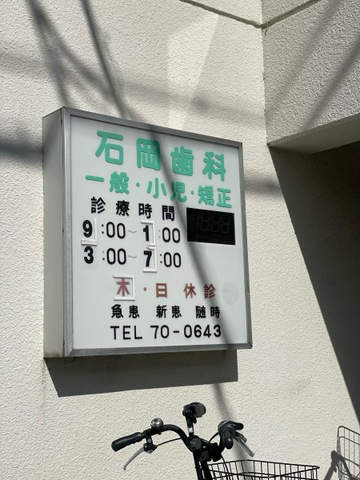 石岡歯科
一般・小児・矯正
診療時間
9:00~1:00
3:00~7:00
木・日休診
急患 新患 随時
TEL 70-0643